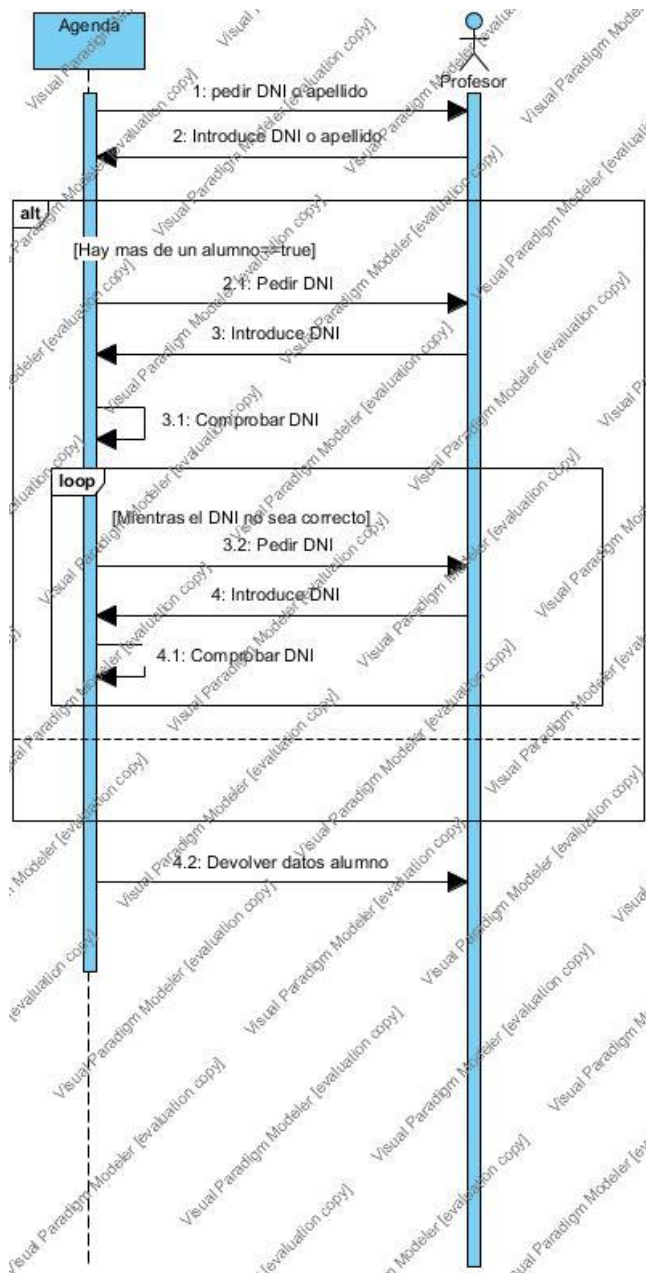 Agenda
Profesor
1: pedir DNI o apellido
2: Introduce DNI o apellido
alt
[Hay mas de un alumno==true]
2.1: Pedir DNI
3: Introduce DNI
3.1: Comprobar DNI
loop
[Mientras el DNI no sea correcto]
3.2: Pedir DNI
4: Introduce DNI
4.1: Comprobar DNI
4.2: Devolver datos alumno
Visual Paradigm Modeler [evaluation copy]